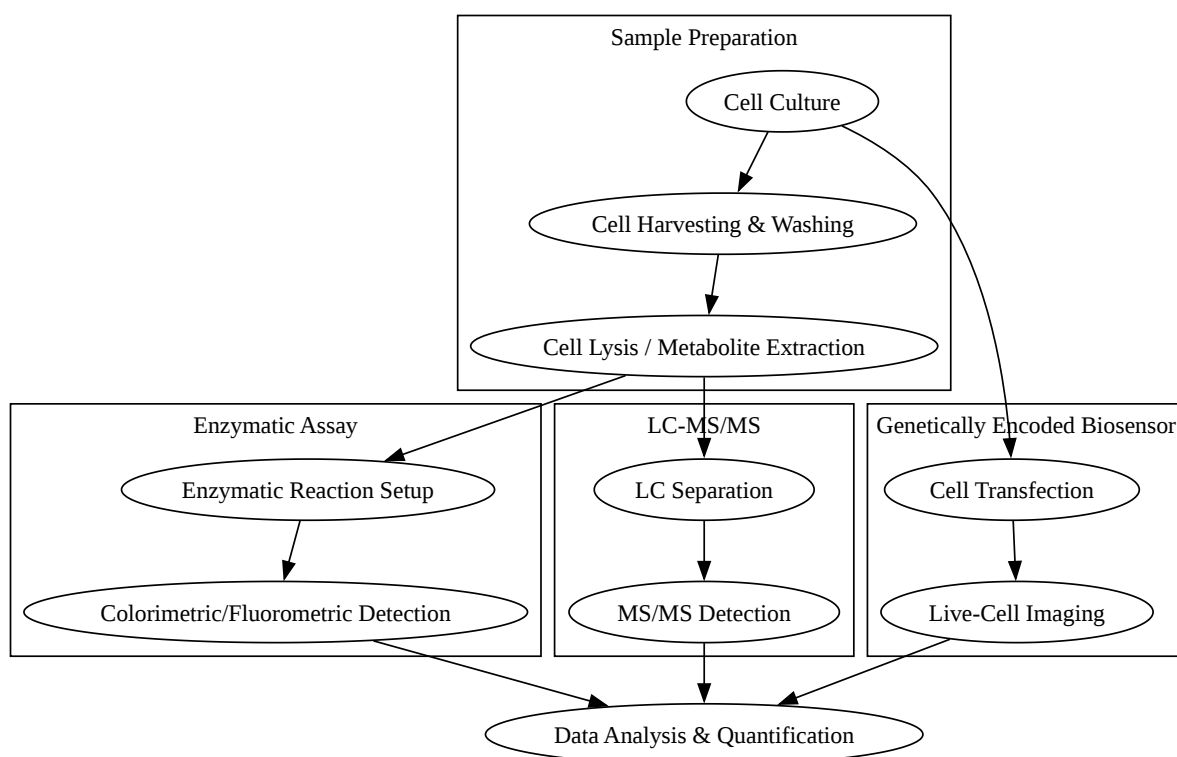 Sample Preparation
Cell Culture
Cell Harvesting & Washing
Cell Lysis / Metabolite Extraction
Enzymatic Assay
Enzymatic Reaction Setup
Colorimetric/Fluorometric Detection
LC-MS/MS
LC Separation
MS/MS Detection
Genetically Encoded Biosensor
Cell Transfection
Live-Cell Imaging
Data Analysis & Quantification